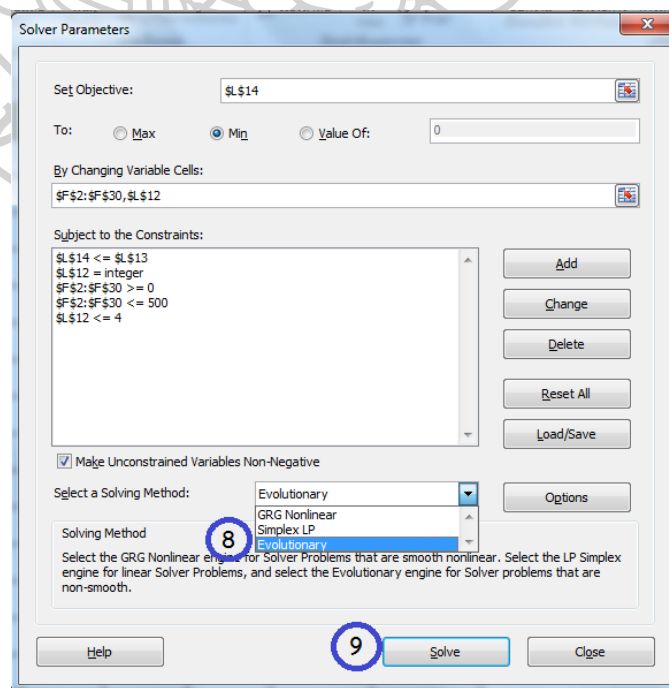 Solver Parameters
Set Objective: $L$14
To: Max Min Value Of: 0
By Changing Variable Cells:
$F$2:$F$30,$L$12
Subject to the Constraints:
$L$14 <= $L$13
$L$12 = integer
$F$2:$F$30 >= 0
$F$2:$F$30 <= 500
$L$12 <= 4
Add
Change
Delete
Reset All
Load/Save
Make Unconstrained Variables Non-Negative
Select a Solving Method: Evolutionary Options
GRG Nonlinear
Simplex LP
8 Evolutionary
Solving Method
Select the GRG Nonlinear engine for Solver Problems that are smooth nonlinear. Select the LP Simplex
engine for linear Solver Problems, and select the Evolutionary engine for Solver problems that are
non-smooth.
Help 9 Solve Close